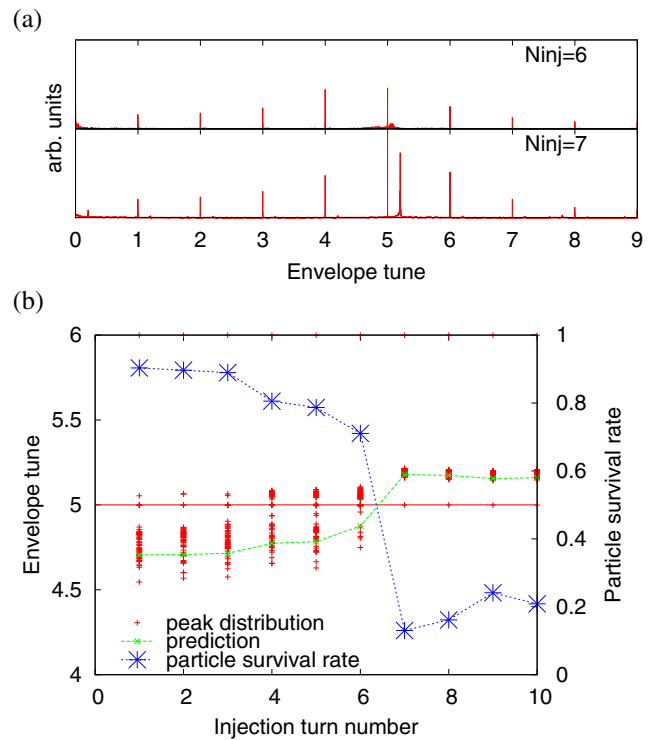 (a)
Ninj=6
Ninj=7
arb. units
0 1 2 3 4 5 6 7 8 9
Envelope tune
(b)
6
5.5
5
4.5
4
Envelope tune
1
0.8
0.6
0.4
0.2
0
Particle survival rate
peak distribution
prediction
particle survival rate
0 2 4 6 8 10
Injection turn number